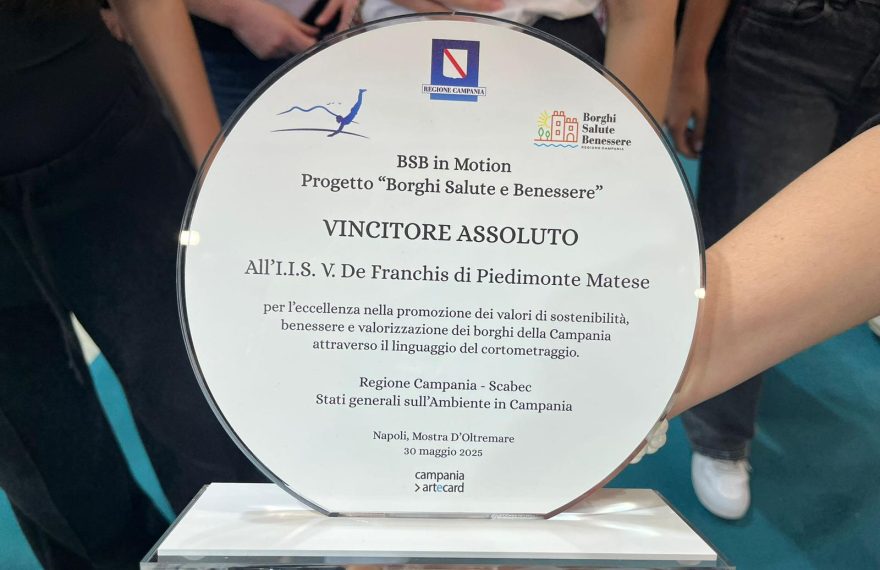 REGIONE CAMPANIA
Borghi
Salute
Benessere
REGIONE CAMPANIA
BSB in Motion
Progetto “Borghi Salute e Benessere”
VINCITORE ASSOLUTO
All’I.I.S. V. De Franchis di Piedimonte Matese
per l’eccellenza nella promozione dei valori di sostenibilità,
benessere e valorizzazione dei borghi della Campania
attraverso il linguaggio del cortometraggio.
Regione Campania - Scabec
Stati generali sull’Ambiente in Campania
Napoli, Mostra D’Oltremare
30 maggio 2025
campania
>artecard